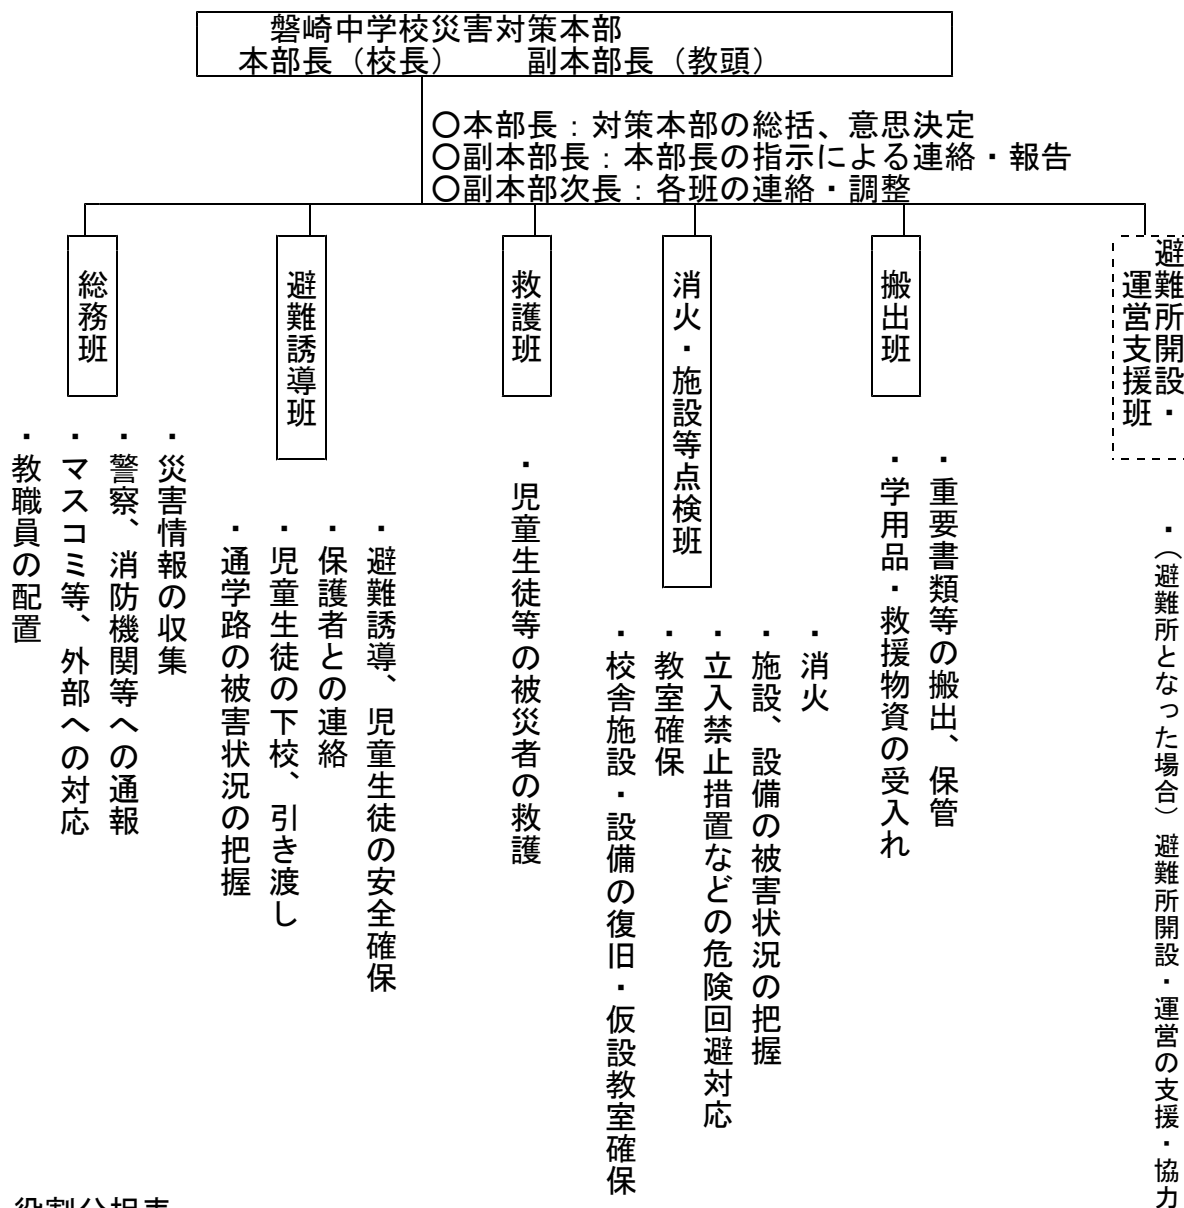 磐崎中学校災害対策本部
本部長（校長）　　副本部長（教頭）
〇本部長：対策本部の総括、意思決定
〇副本部長：本部長の指示による連絡・報告
〇副本部次長：各班の連絡・調整
総務班
・災害情報の収集
・警察、消防機関等への通報
・マスコミ等、外部への対応
・教職員の配置
避難誘導班
・避難誘導、児童生徒の安全確保
・保護者との連絡
・児童生徒の下校、引き渡し
・通学路の被害状況の把握
救護班
・児童生徒等の被災者の救護
消火・施設等点検班
・消火
・施設、設備の被害状況の把握
・立入禁止措置などの危険回避対応
・教室確保
・校舎施設・設備の復旧・仮設教室確保
搬出班
・重要書類等の搬出、保管
・学用品・救援物資の受入れ
避難所開設・
運営支援班
・（避難所となった場合）避難所開設・運営の支援・協力
役割分担表